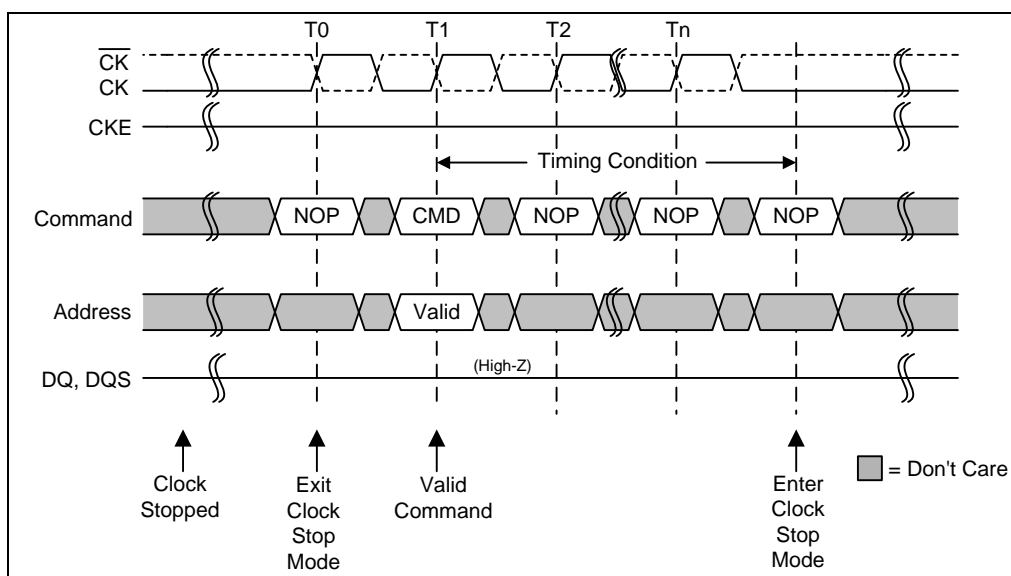 T0 T1 T2 Tn
CK
CK
CKE
Timing Condition
Command NOP CMD NOP NOP NOP
Address Valid
DQ, DQS (High-Z)
Clock
Stopped
Exit
Clock
Stop
Mode
Valid
Command
Enter
Clock
Stop
Mode
= Don't Care